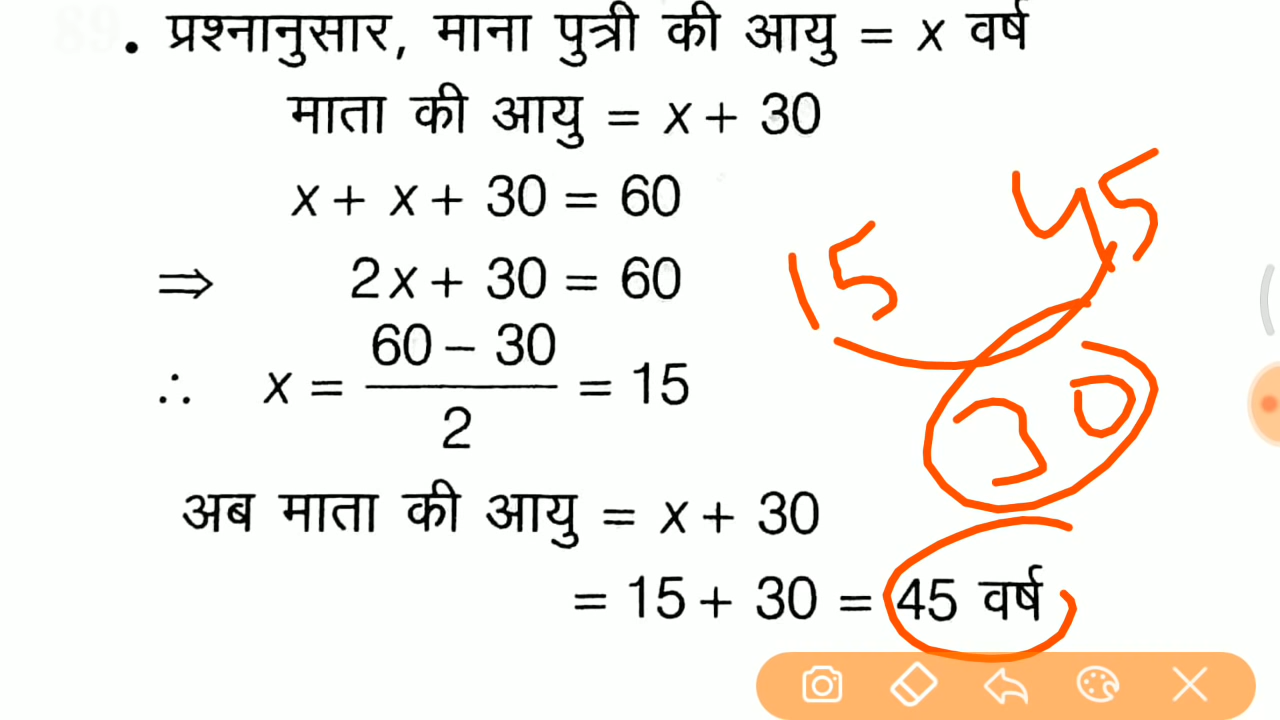 . प्रश्नानुसार, माना पुत्री की आयु = x वर्ष
माता की आयु = x + 30
x + x + 30 = 60
⇒ 2x + 30 = 60
∴ x = (60 – 30)/2 = 15
अब माता की आयु = x + 30
= 15 + 30 = 45 वर्ष
15 45
30